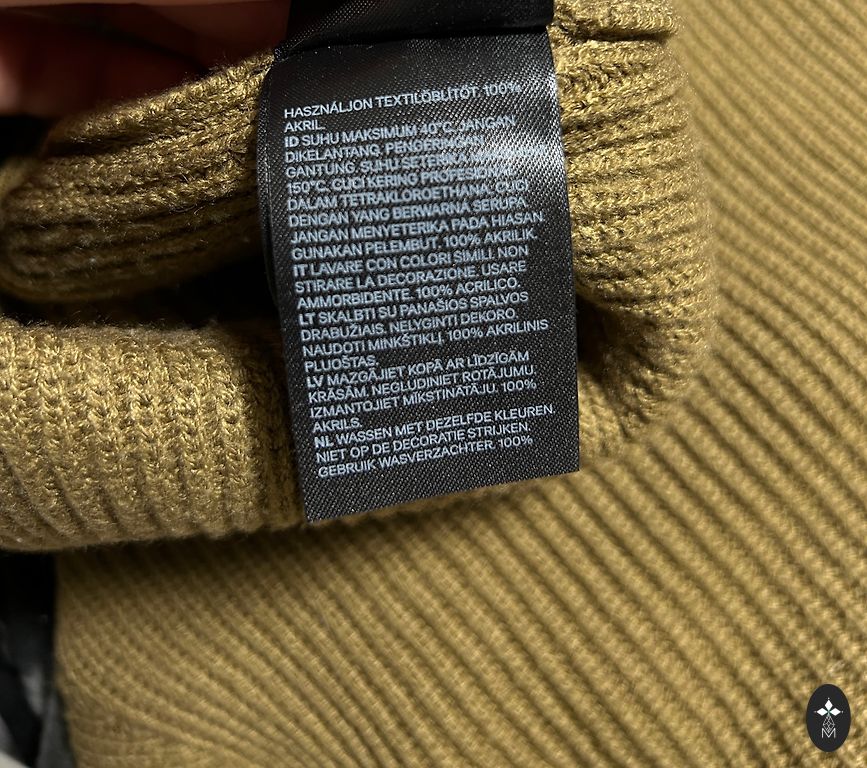 HASZNÁLJON TEXTILÖBLÍTŐT. 100%
AKRIL.
ID SUHU MAKSIMUM 40°C. JANGAN
DIKELANTANG. PENGERINGAN
GANTUNG. SUHU SETERIKA
150°C. CUCI KERING PROFESIONAL
DALAM TETRAKLOROETHANA. CUCI
DENGAN YANG BERWARNA SERUPA.
JANGAN MENYETERIKA PADA HIASAN.
GUNAKAN PELEMBUT. 100% AKRILIK.
IT LAVARE CON COLORI SIMILI. NON
STIRARE LA DECORAZIONE. USARE
AMMORBIDENTE. 100% ACRILICO.
LT SKALBTI SU PANAŠIOS SPALVOS
DRABUŽIAIS. NELYGINTI DEKORO.
NAUDOTI MINKŠTIKLĮ. 100% AKRILINIS
PLUOŠTAS.
LV MAZGĀJIET KOPĀ AR LĪDZĪGĀM
KRĀSĀM. NEGLUDINIET ROTĀJUMU.
IZMANTOJIET MĪKSTINĀTĀJU. 100%
AKRILS.
NL WASSEN MET DEZELFDE KLEUREN.
NIET OP DE DECORATIE STRIJKEN.
GEBRUIK WASVERZACHTER. 100%
M